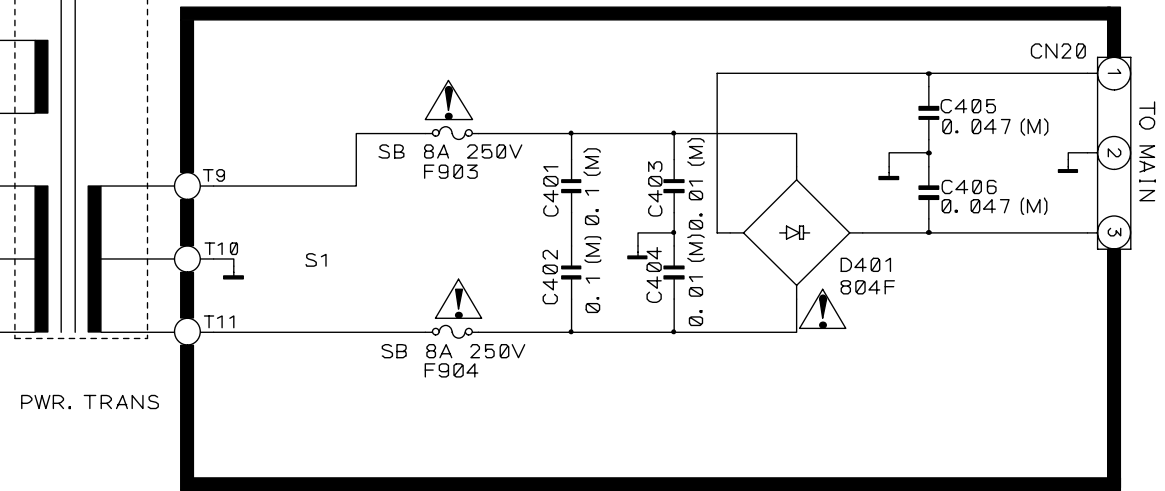 CN20
1
C405
0.047 (M)
2
C406
0.047 (M)
3
TO MAIN
SB 8A 250V
F903
T9
C401
0.1 (M)
C403
0.01 (M)
T10
S1
C402
0.1 (M)
C404
0.01 (M)
D401
804F
T11
SB 8A 250V
F904
PWR. TRANS